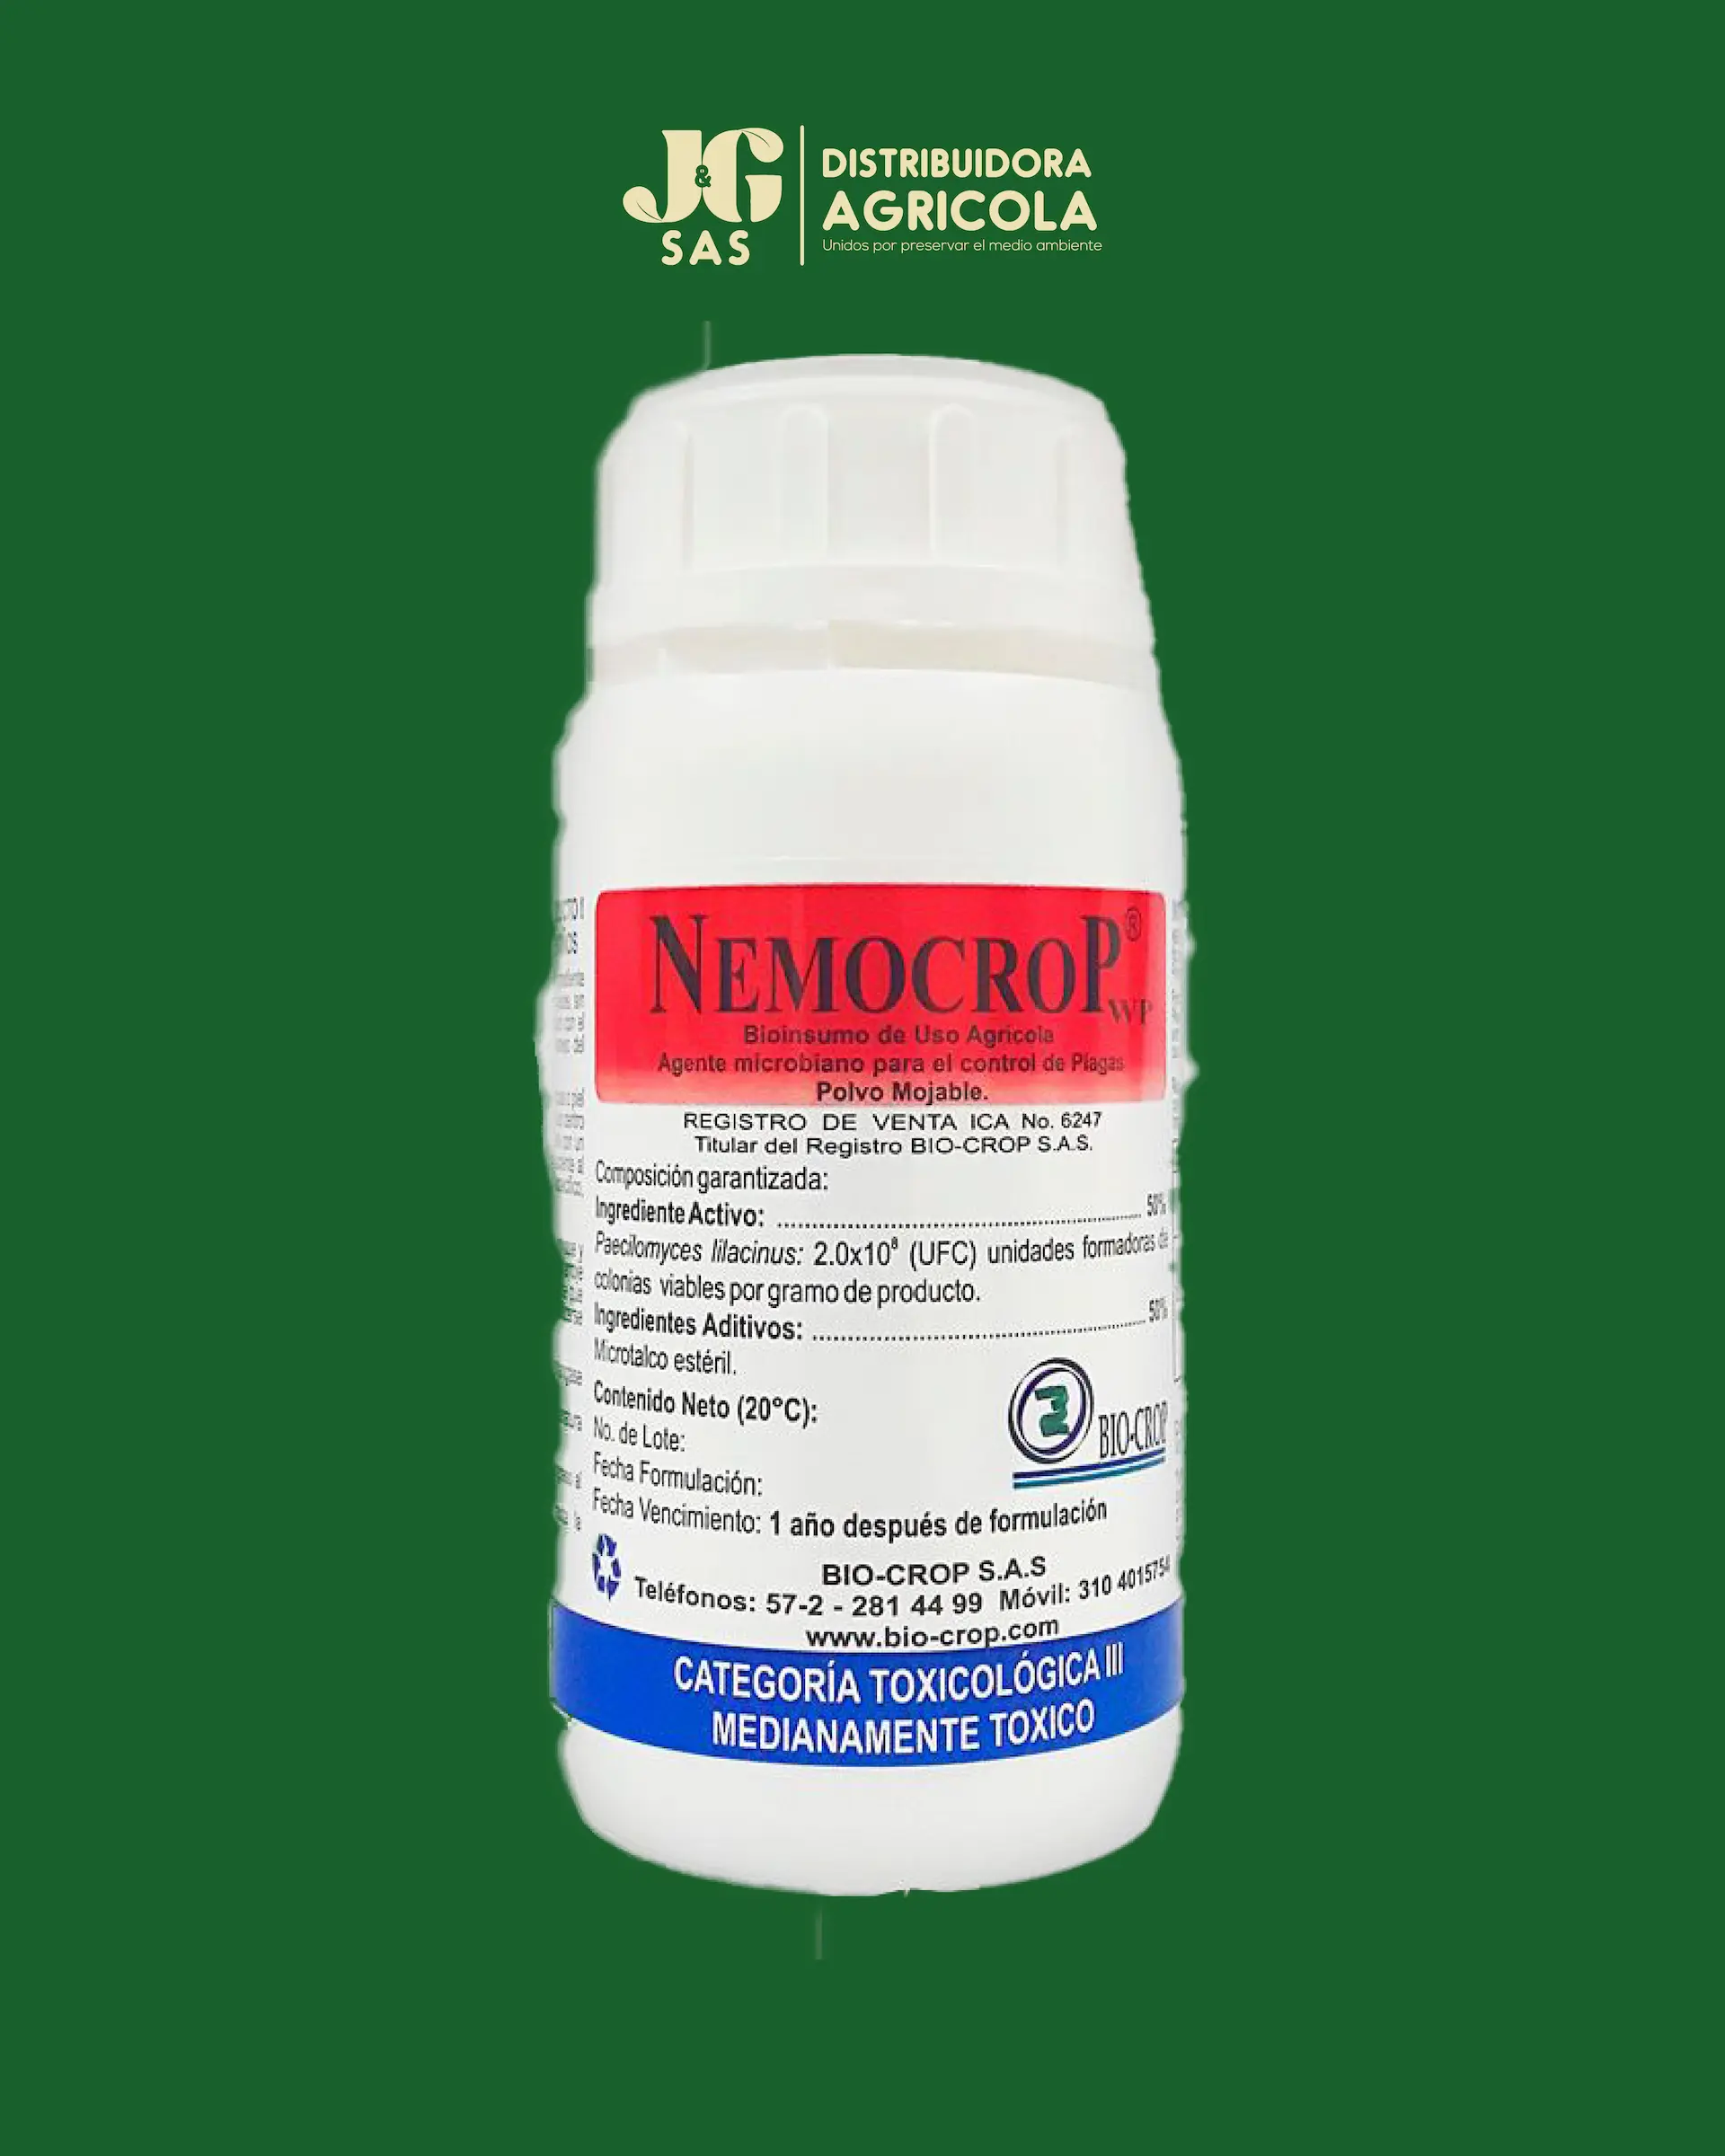 J&G
SAS
DISTRIBUIDORA
AGRICOLA
Unidos por preservar el medio ambiente
NEMOCROP®
WP
Bioinsumo de Uso Agrícola
Agente microbiano para el control de Plagas
Polvo Mojable.
REGISTRO DE VENTA ICA No. 6247
Titular del Registro BIO-CROP S.A.S.
Composición garantizada:
Ingrediente Activo: ........................................................ 50%
Paecilomyces lilacinus: 2.0x10⁸ (UFC) unidades formadoras de
colonias viables por gramo de producto.
Ingredientes Aditivos: ................................................... 50%
Microtalco estéril.
Contenido Neto (20°C):
No. de Lote:
Fecha Formulación:
Fecha Vencimiento: 1 año después de formulación
BIO-CROP
BIO-CROP S.A.S
Teléfonos: 57-2 - 281 44 99 Móvil: 310 4015754
www.bio-crop.com
CATEGORÍA TOXICOLÓGICA III
MEDIANAMENTE TOXICO